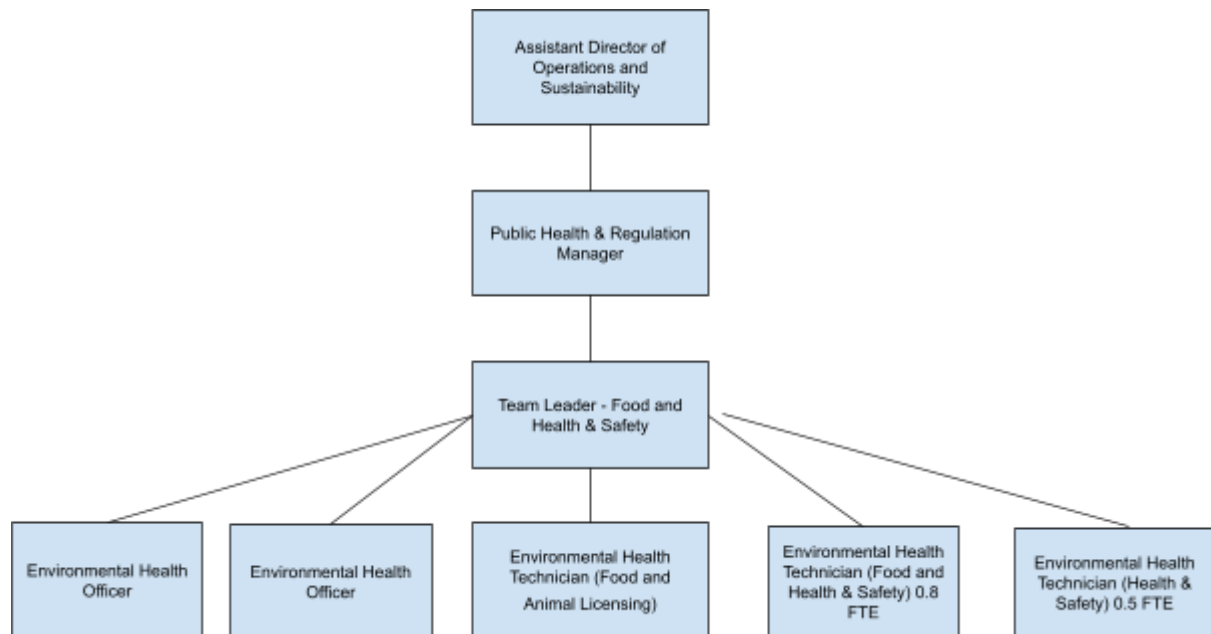 Assistant Director of
Operations and
Sustainability
Public Health & Regulation
Manager
Team Leader - Food and
Health & Safety
Environmental Health
Officer
Environmental Health
Officer
Environmental Health
Technician (Food and
Animal Licensing)
Environmental Health
Technician (Food and
Health & Safety) 0.8
FTE
Environmental Health
Technician (Health &
Safety) 0.5 FTE